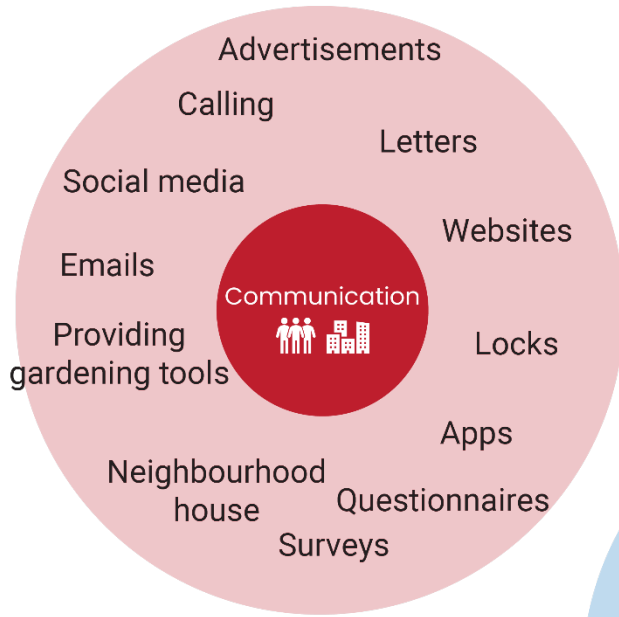 Advertisements
Calling
Letters
Social media
Websites
Emails
Communication
Providing
gardening tools
Locks
Apps
Neighbourhood
house
Questionnaires
Surveys